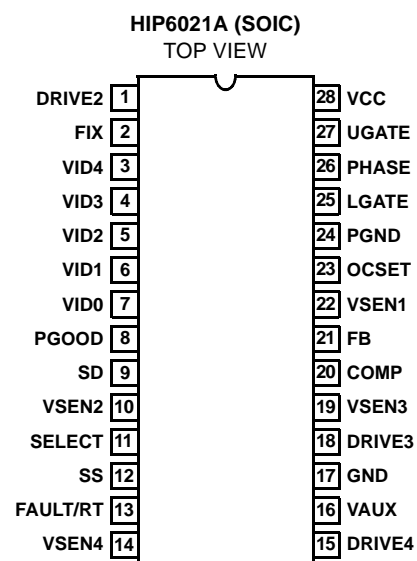 HIP6021A (SOIC)
TOP VIEW
DRIVE2 1 28 VCC
FIX 2 27 UGATE
VID4 3 26 PHASE
VID3 4 25 LGATE
VID2 5 24 PGND
VID1 6 23 OCSET
VID0 7 22 VSEN1
PGOOD 8 21 FB
SD 9 20 COMP
VSEN2 10 19 VSEN3
SELECT 11 18 DRIVE3
SS 12 17 GND
FAULT/RT 13 16 VAUX
VSEN4 14 15 DRIVE4